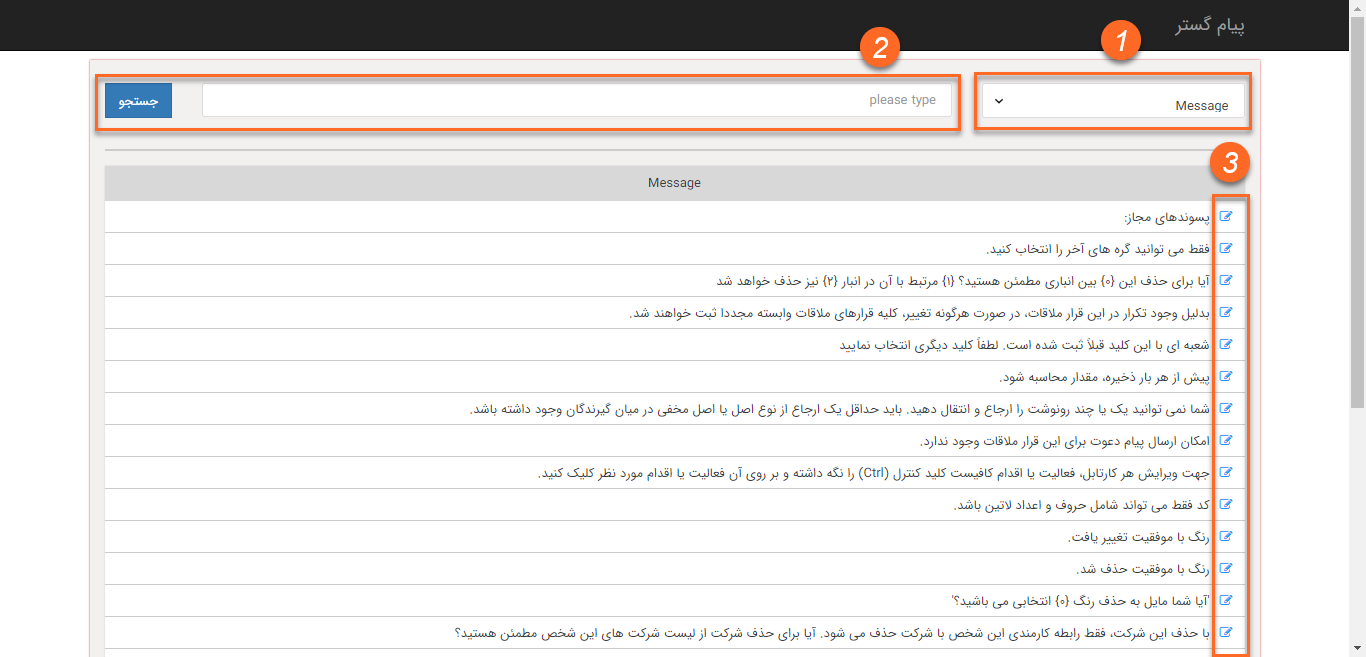 پیام گستر
1
2
Message
please type
جستجو
3
Message
پسوندهای مجاز:
فقط می توانید گره های آخر را انتخاب کنید.
آیا برای حذف این {۰} بین انباری مطمئن هستید؟ {۱} مرتبط با آن در انبار {۲} نیز حذف خواهد شد
بدلیل وجود تکرار در این قرار ملاقات، در صورت هرگونه تغییر، کلیه قرارهای ملاقات وابسته مجددا ثبت خواهند شد.
شعبه ای با این کلید قبلاً ثبت شده است. لطفاً کلید دیگری انتخاب نمایید
پیش از هر بار ذخیره، مقدار محاسبه شود.
شما نمی توانید یک یا چند رونوشت را ارجاع و انتقال دهید. باید حداقل یک ارجاع از نوع اصل یا اصل مخفی در میان گیرندگان وجود داشته باشد.
امکان ارسال پیام دعوت برای این قرار ملاقات وجود ندارد.
جهت ویرایش هر کارتابل، فعالیت یا اقدام کافیست کلید کنترل (Ctrl) را نگه داشته و بر روی آن فعالیت یا اقدام مورد نظر کلیک کنید.
کد فقط می تواند شامل حروف و اعداد لاتین باشد.
رنگ با موفقیت تغییر یافت.
رنگ با موفقیت حذف شد.
'آیا شما مایل به حذف رنگ {۰} انتخابی می باشید؟'
با حذف این شرکت، فقط رابطه کارمندی این شخص با شرکت حذف می شود. آیا برای حذف شرکت از لیست شرکت های این شخص مطمئن هستید؟